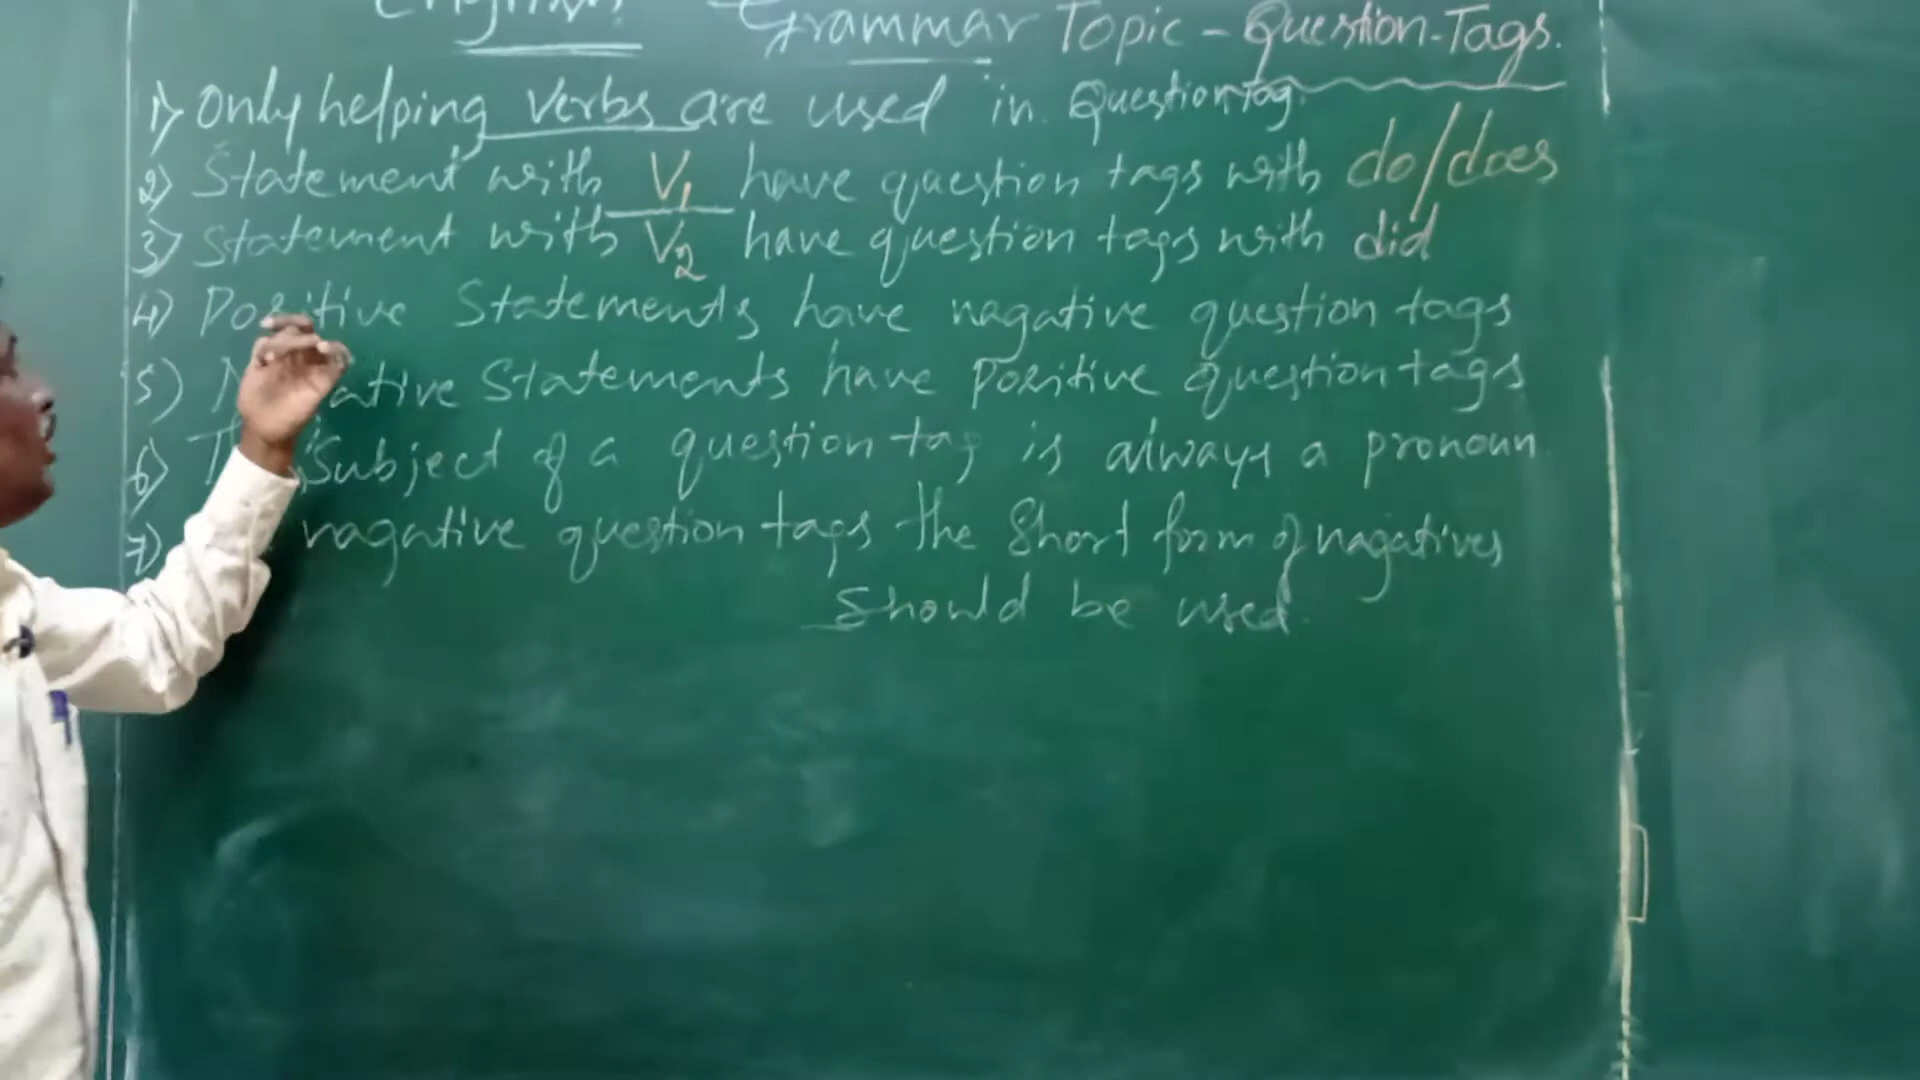 English Grammar Topic - Question-Tags.
1) Only helping verbs are used in Question tag.
2) Statement with V1 have question tags with do/does
3) Statement with V2 have question tags with did
4) Positive Statements have nagative question tags
5) Statements have Positive question tags
6) Subject of a question tag is always a pronoun
7) nagative question tags the Short form of nagatives
Should be used.